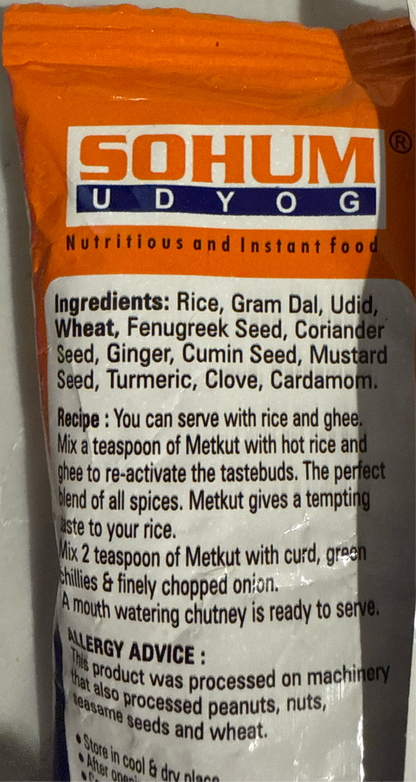 SOHUM ®
UDYOG
Nutritious and Instant food
Ingredients: Rice, Gram Dal, Udid,
Wheat, Fenugreek Seed, Coriander
Seed, Ginger, Cumin Seed, Mustard
Seed, Turmeric, Clove, Cardamom.
Recipe : You can serve with rice and ghee.
Mix a teaspoon of Metkut with hot rice and
ghee to re-activate the tastebuds. The perfect
blend of all spices. Metkut gives a tempting
taste to your rice.
Mix 2 teaspoon of Metkut with curd, green
chillies & finely chopped onion.
A mouth watering chutney is ready to serve.
ALLERGY ADVICE :
This product was processed on machinery
that also processed peanuts, nuts,
seasame seeds and wheat.
• Store in cool & dry place
• After